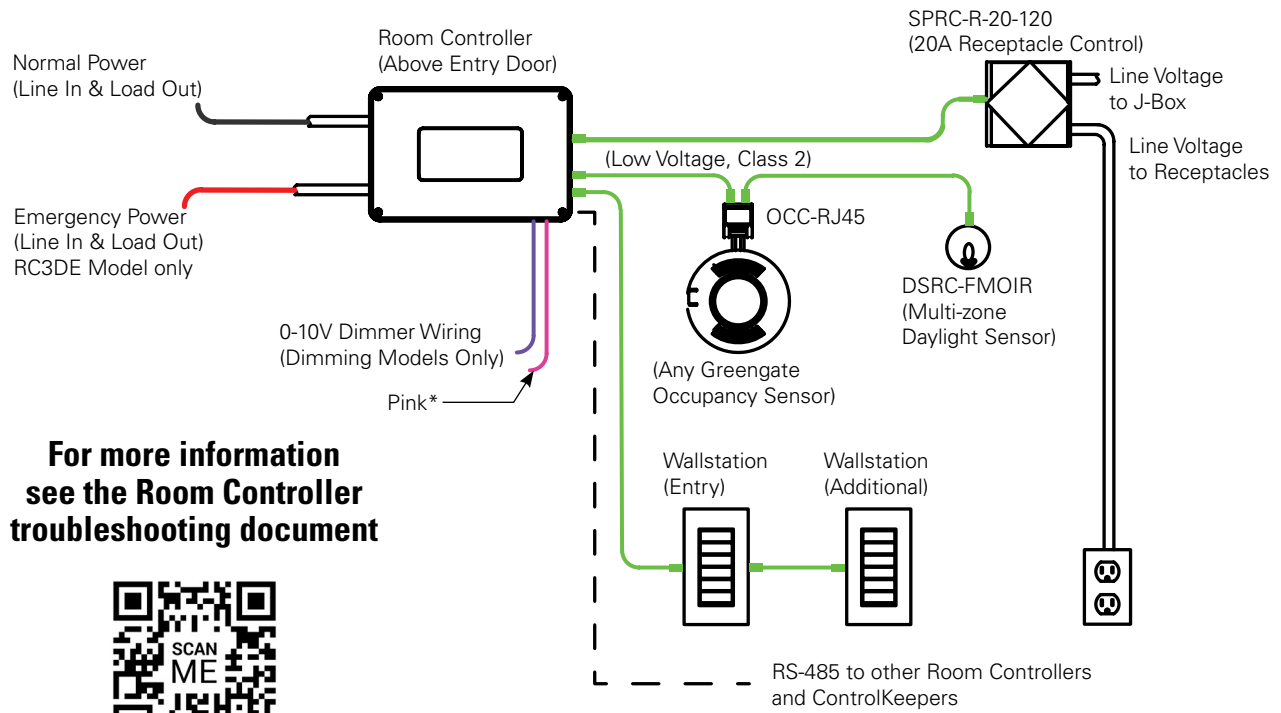 SPRC-R-20-120
(20A Receptacle Control)
Room Controller
(Above Entry Door)
Normal Power
(Line In & Load Out)
Line Voltage
to J-Box
Line Voltage
to Receptacles
(Low Voltage, Class 2)
OCC-RJ45
Emergency Power
(Line In & Load Out)
RC3DE Model only
DSRC-FMOIR
(Multi-zone
Daylight Sensor)
0-10V Dimmer Wiring
(Dimming Models Only)
(Any Greengate
Occupancy Sensor)
Pink*
For more information
see the Room Controller
troubleshooting document
Wallstation
(Entry)
Wallstation
(Additional)
SCAN
ME
RS-485 to other Room Controllers
and ControlKeepers